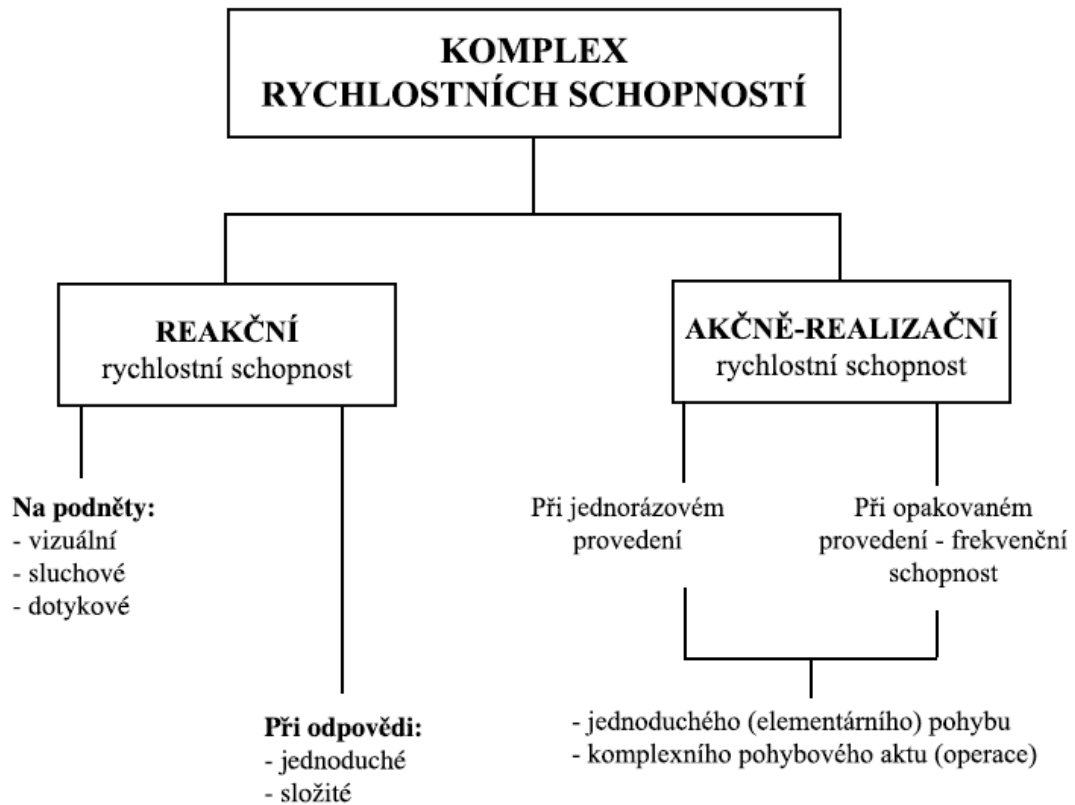 KOMPLEX
RYCHLOSTNÍCH SCHOPNOSTÍ
REAKČNÍ
rychlostní schopnost
AKČNĚ-REALIZAČNÍ
rychlostní schopnost
Na podněty:
- vizuální
- sluchové
- dotykové
Při odpovědi:
- jednoduché
- složité
Při jednorázovém
provedení
Při opakovaném
provedení - frekvenční
schopnost
- jednoduchého (elementárního) pohybu
- komplexního pohybového aktu (operace)